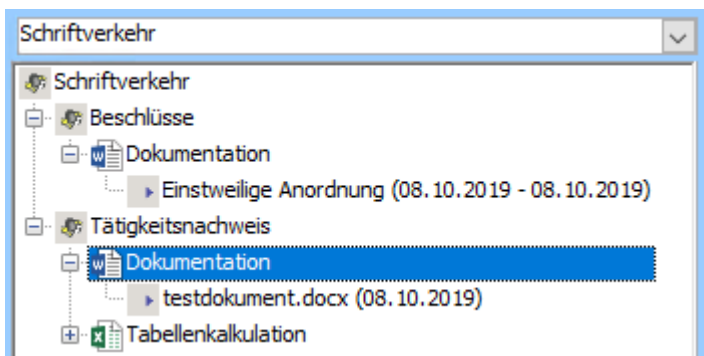 Schriftverkehr
Schriftverkehr
Beschlüsse
Dokumentation
Einstweilige Anordnung (08.10.2019 - 08.10.2019)
Tätigkeitsnachweis
Dokumentation
testdokument.docx (08.10.2019)
Tabellenkalkulation